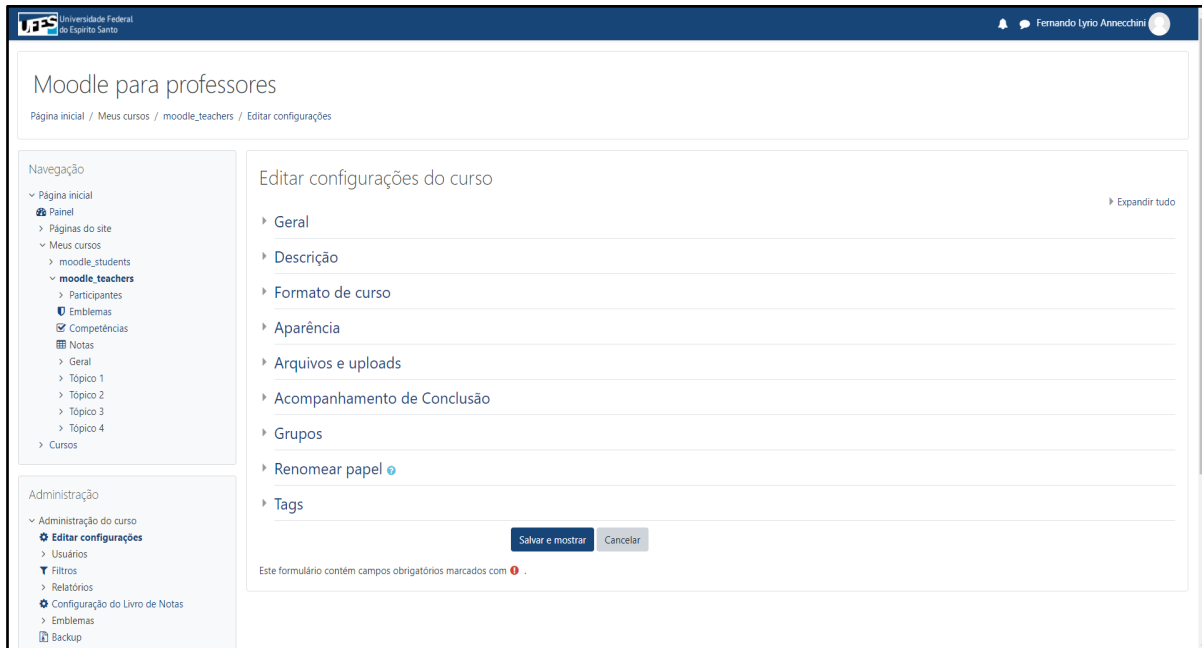 UFES Universidade Federal
do Espírito Santo
Fernando Lyrio Annecchini
Moodle para professores
Página inicial / Meus cursos / moodle_teachers / Editar configurações
Navegação
Página inicial
Painel
Páginas do site
Meus cursos
moodle_students
moodle_teachers
Participantes
Emblemas
Competências
Notas
Geral
Tópico 1
Tópico 2
Tópico 3
Tópico 4
Cursos
Administração
Administração do curso
Editar configurações
Usuários
Filtros
Relatórios
Configuração do Livro de Notas
Emblemas
Backup
Editar configurações do curso
Expandir tudo
Geral
Descrição
Formato de curso
Aparência
Arquivos e uploads
Acompanhamento de Conclusão
Grupos
Renomear papel
Tags
Salvar e mostrar Cancelar
Este formulário contém campos obrigatórios marcados com .